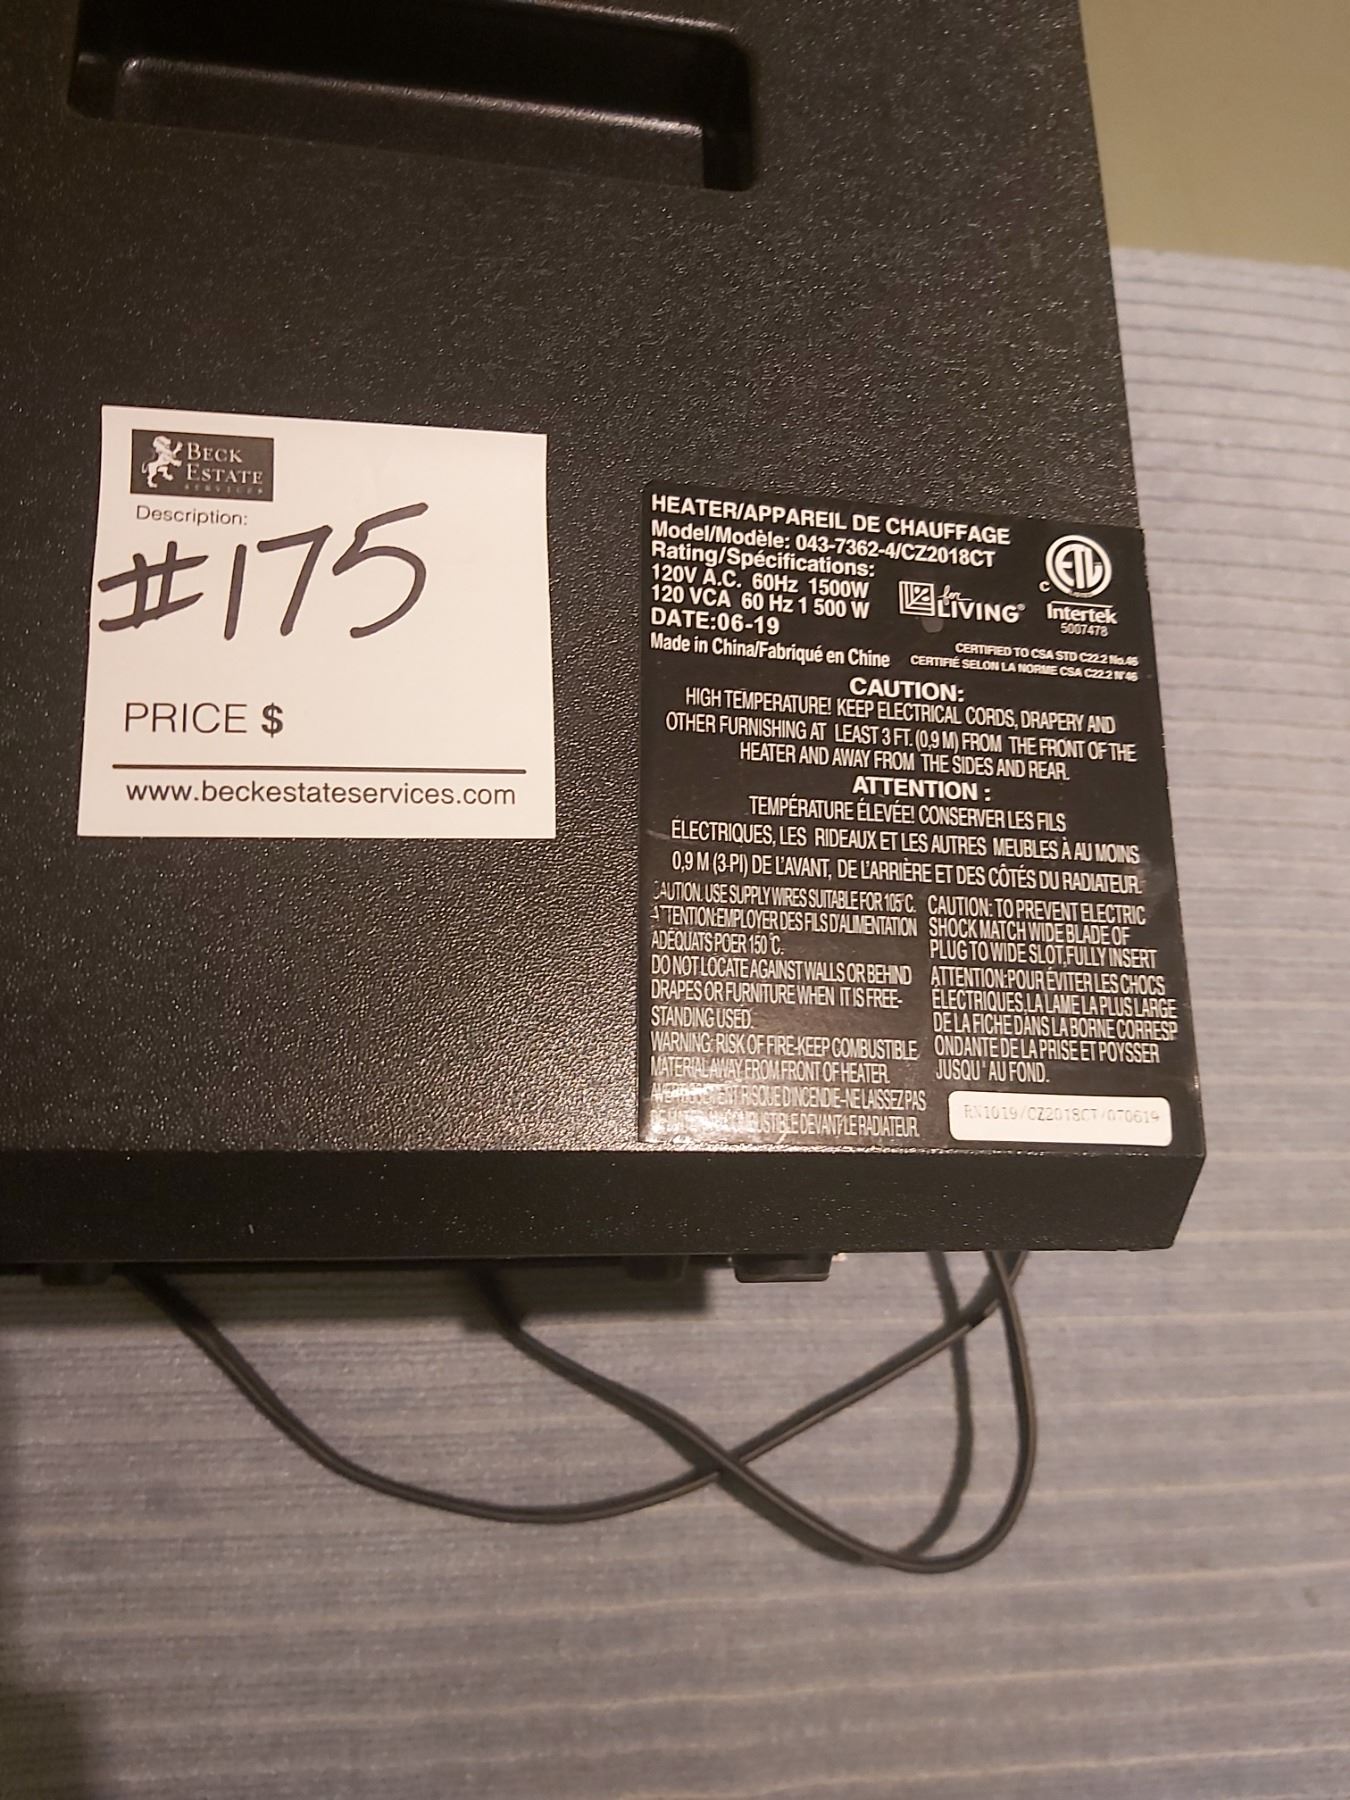 BECK
ESTATE
SERVICES
Description:
#175
PRICE $
www.beckestateservices.com
HEATER/APPAREIL DE CHAUFFAGE
Model/Modèle: 043-7362-4/CZ2018CT
Rating/Spécifications:
120V A.C. 60Hz 1500W
120 VCA 60 Hz 1 500 W
DATE:06-19
Made in China/Fabriqué en Chine
for
LIVING®
C ETL
Intertek
5007478
CERTIFIED TO CSA STD C22.2 No.46
CERTIFIÉ SELON LA NORME CSA C22.2 N°46
CAUTION:
HIGH TEMPERATURE! KEEP ELECTRICAL CORDS, DRAPERY AND
OTHER FURNISHING AT LEAST 3 FT. (0,9 M) FROM THE FRONT OF THE
HEATER AND AWAY FROM THE SIDES AND REAR.
ATTENTION :
TEMPÉRATURE ÉLEVÉE! CONSERVER LES FILS
ÉLECTRIQUES, LES RIDEAUX ET LES AUTRES MEUBLES À AU MOINS
0,9 M (3-PI) DE L'AVANT, DE L'ARRIÈRE ET DES CÔTÉS DU RADIATEUR.
CAUTION. USE SUPPLY WIRES SUITABLE FOR 105°C.
ATTENTION:EMPLOYER DES FILS D'ALIMENTATION
ADÉQUATS POER 150 °C.
DO NOT LOCATE AGAINST WALLS OR BEHIND
DRAPES OR FURNITURE WHEN IT IS FREE-
STANDING USED.
WARNING: RISK OF FIRE-KEEP COMBUSTIBLE
MATERIAL AWAY FROM FRONT OF HEATER.
AVERTISSEMENT RISQUE D'INCENDIE-NE LAISSEZ PAS
DE MATÉRIAU COMBUSTIBLE DEVANT LE RADIATEUR.
CAUTION: TO PREVENT ELECTRIC
SHOCK MATCH WIDE BLADE OF
PLUG TO WIDE SLOT,FULLY INSERT
ATTENTION:POUR ÉVITER LES CHOCS
ÉLECTRIQUES,LA LAME LA PLUS LARGE
DE LA FICHE DANS LA BORNE CORRESP
ONDANTE DE LA PRISE ET POYSSER
JUSQU'AU FOND.
RN1019/CZ2018CT/070619